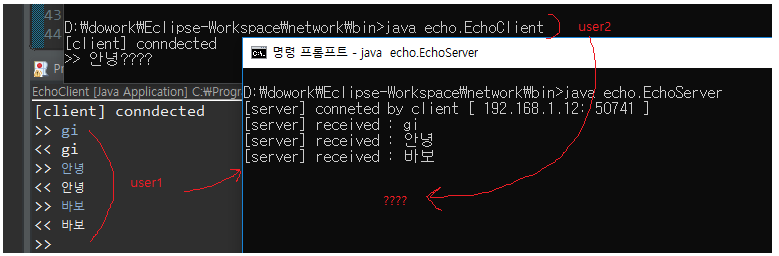 43
44
D:\dowork\Eclipse-Workspace\network\bin>java echo.EchoClient
[client] conndected
>> 안녕????
user2
명령 프롬프트 - java  echo.EchoServer
D:\dowork\Eclipse-Workspace\network\bin>java echo.EchoServer
[server] conneted by client [ 192.168.1.12: 50741 ]
[server] received : gi
[server] received : 안녕
[server] received : 바보
????
EchoClient [Java Application] C:\Progr
[client] conndected
>> gi
<< gi
>> 안녕
<< 안녕
>> 바보
<< 바보
>>
user1